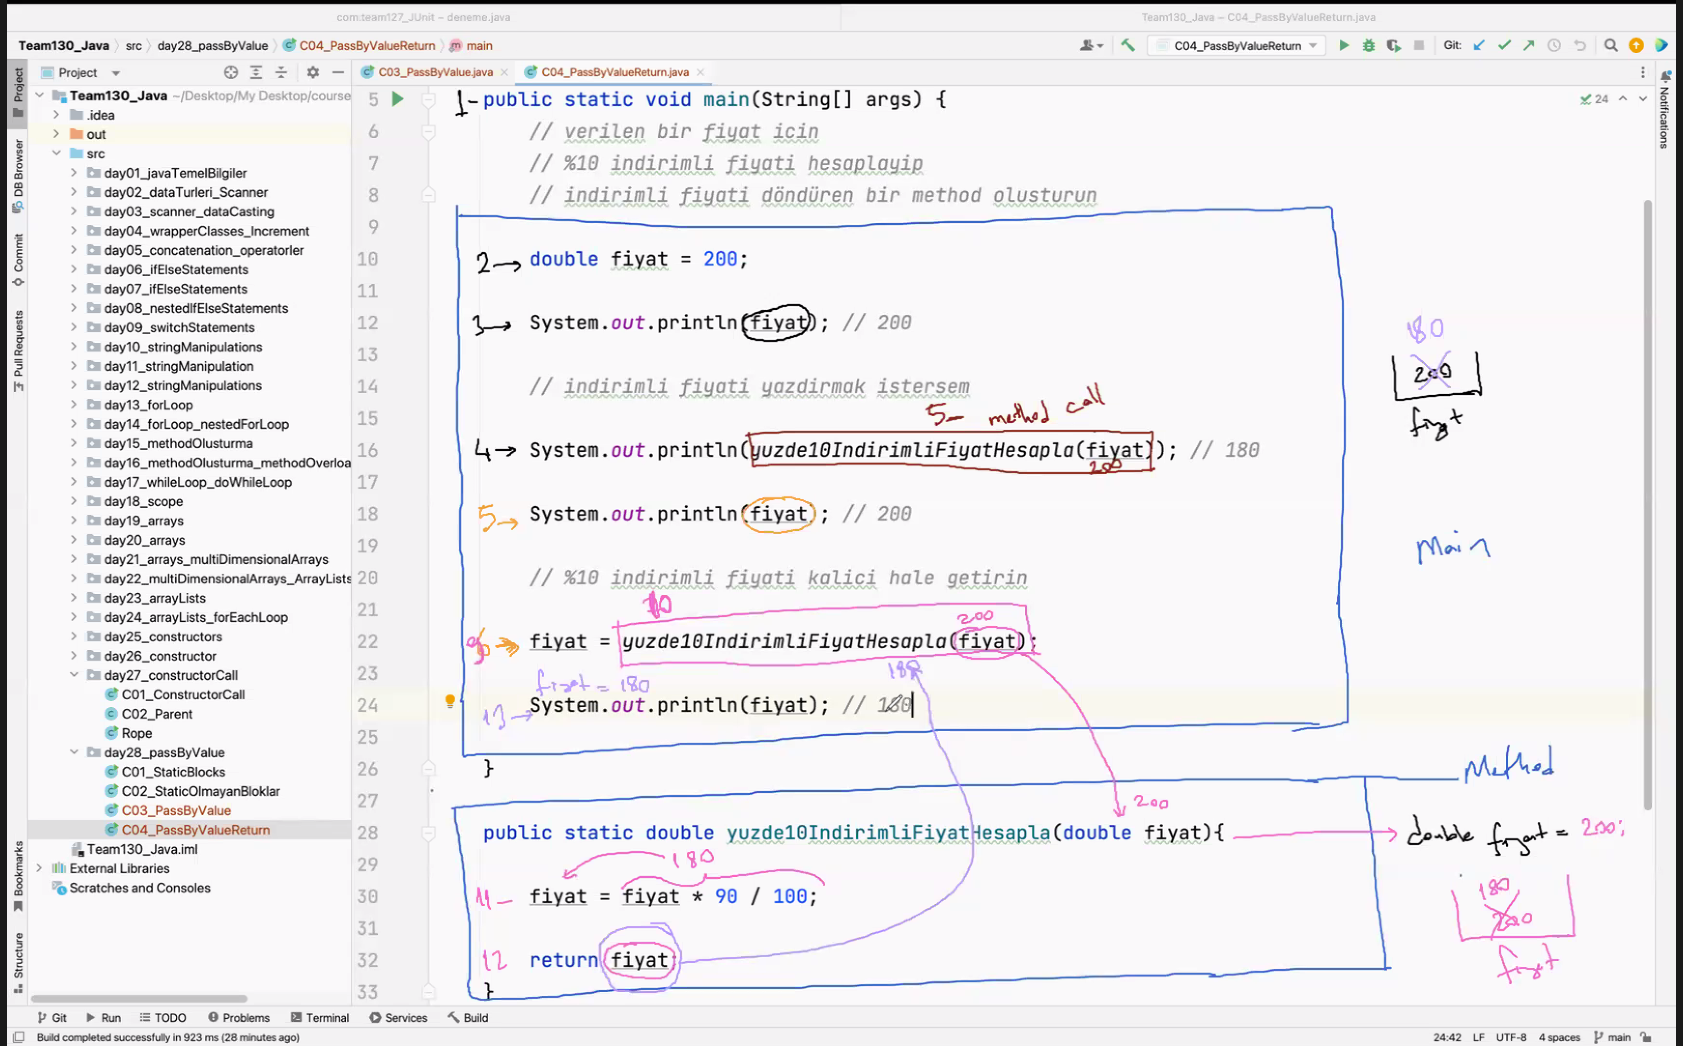 com.team127_JUnit – deneme.java
Team130_Java – C04_PassByValueReturn.java
Team130_Java src day28_passByValue C04_PassByValueReturn main
C04_PassByValueReturn Git:
Project
C03_PassByValue.java C04_PassByValueReturn.java
Team130_Java ~/Desktop/My Desktop/course
.idea
out
src
day01_javaTemelBilgiler
day02_dataTurleri_Scanner
day03_scanner_dataCasting
day04_wrapperClasses_Increment
day05_concatenation_operatorler
day06_ifElseStatements
day07_ifElseStatements
day08_nestedIfElseStatements
day09_switchStatements
day10_stringManipulations
day11_stringManipulations
day12_stringManipulations
day13_forLoop
day14_forLoop_nestedForLoop
day15_methodOlusturma
day16_methodOlusturma_methodOverloa
day17_whileLoop_doWhileLoop
day18_scope
day19_arrays
day20_arrays
day21_arrays_multiDimensionalArrays
day22_multiDimensionalArrays_ArrayLists
day23_arrayLists
day24_arrayLists_forEachLoop
day25_constructors
day26_constructor
day27_constructorCall
C01_ConstructorCall
C02_Parent
Rope
day28_passByValue
C01_StaticBlocks
C02_StaticOlmayanBloklar
C03_PassByValue
C04_PassByValueReturn
Team130_Java.iml
External Libraries
Scratches and Consoles
Project
DB Browser
Commit
Pull Requests
Bookmarks
Structure
Notifications
24
5 1- public static void main(String[] args) {
6 // verilen bir fiyat icin
7 // %10 indirimli fiyati hesaplayip
8 // indirimli fiyati döndüren bir method olusturun
9
10 2 → double fiyat = 200;
11
12 3 → System.out.println(fiyat); // 200
13
14 // indirimli fiyati yazdirmak istersem
15 5- method call
16 4 → System.out.println(yuzde10IndirimliFiyatHesapla(fiyat)); // 180
200
17
18 5 → System.out.println(fiyat); // 200
19
20 // %10 indirimli fiyati kalici hale getirin
21 10 200
22 fiyat = yuzde10IndirimliFiyatHesapla(fiyat);
23 fiyat = 180 180
24 13 → System.out.println(fiyat); // 180
25
26 }
27
200
28 public static double yuzde10IndirimliFiyatHesapla(double fiyat){ → double fiyat = 200;
29 180
30 11- fiyat = fiyat * 90 / 100;
31
32 12 return fiyat
33 }
180
200
fiyat
Main
Method
180
200
fiyat
Git Run TODO Problems Terminal Services Build
Build completed successfully in 923 ms (28 minutes ago)
24:42 LF UTF-8 4 spaces main